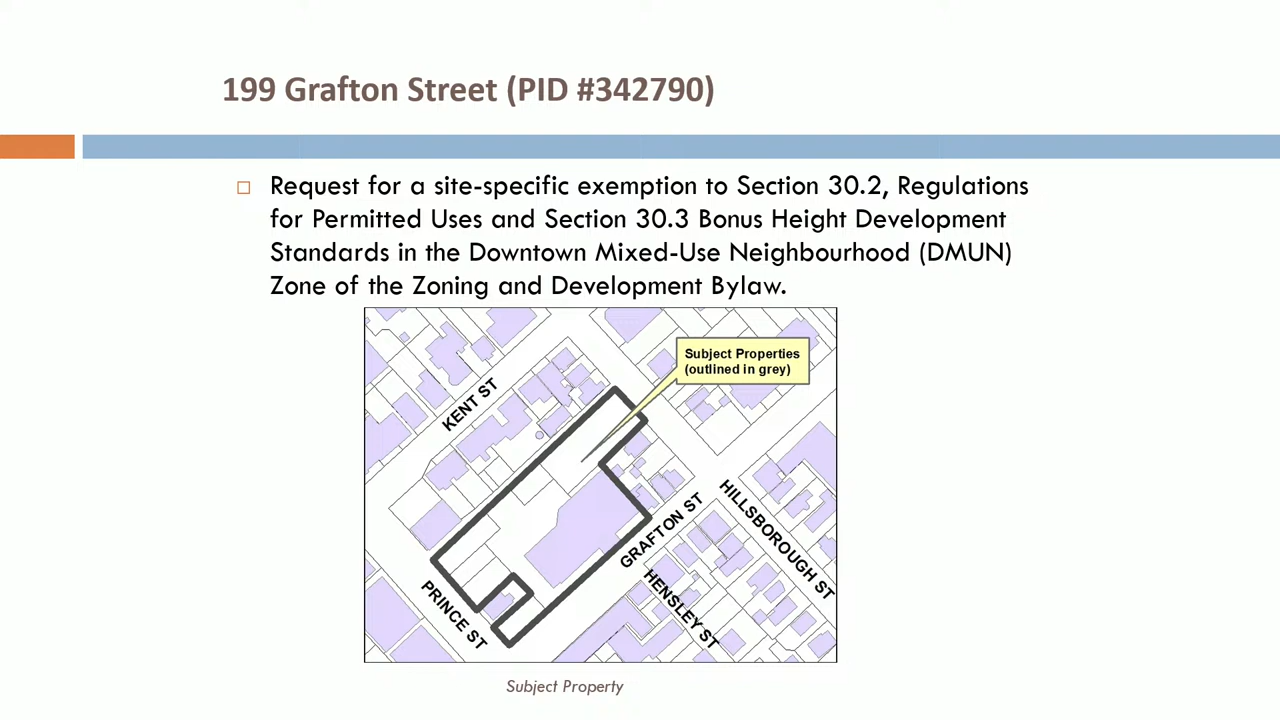 199 Grafton Street (PID #342790)
Request for a site-specific exemption to Section 30.2, Regulations
for Permitted Uses and Section 30.3 Bonus Height Development
Standards in the Downtown Mixed-Use Neighbourhood (DMUN)
Zone of the Zoning and Development Bylaw.
Subject Properties
(outlined in grey)
KENT ST
GRAFTON ST
HILLSBOROUGH ST
HENSLEY ST
PRINCE ST
Subject Property